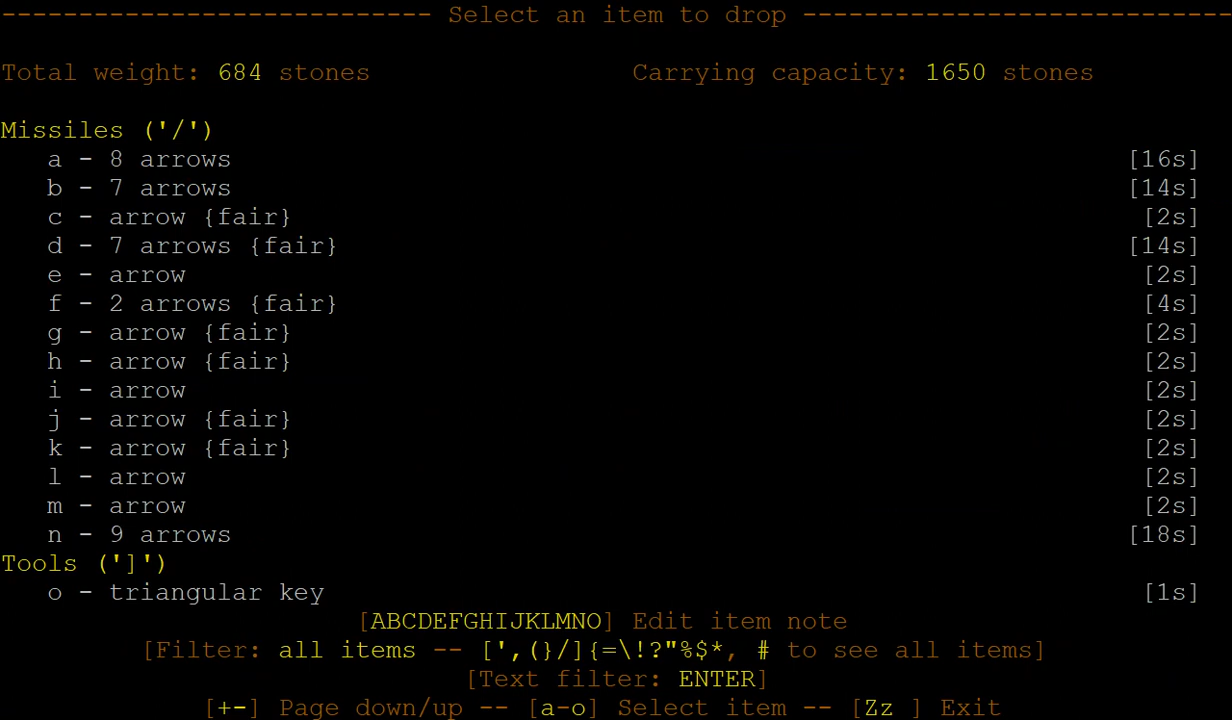 ---------------------------- Select an item to drop ----------------------------
Total weight: 684 stones Carrying capacity: 1650 stones
Missiles ('/')
a - 8 arrows [16s]
b - 7 arrows [14s]
c - arrow {fair} [2s]
d - 7 arrows {fair} [14s]
e - arrow [2s]
f - 2 arrows {fair} [4s]
g - arrow {fair} [2s]
h - arrow {fair} [2s]
i - arrow [2s]
j - arrow {fair} [2s]
k - arrow {fair} [2s]
l - arrow [2s]
m - arrow [2s]
n - 9 arrows [18s]
Tools (']')
o - triangular key [1s]
[ABCDEFGHIJKLMNO] Edit item note
[Filter: all items -- [',(}/]{=\!?"%$*, # to see all items]
[Text filter: ENTER]
[+-] Page down/up -- [a-o] Select item -- [Zz ] Exit